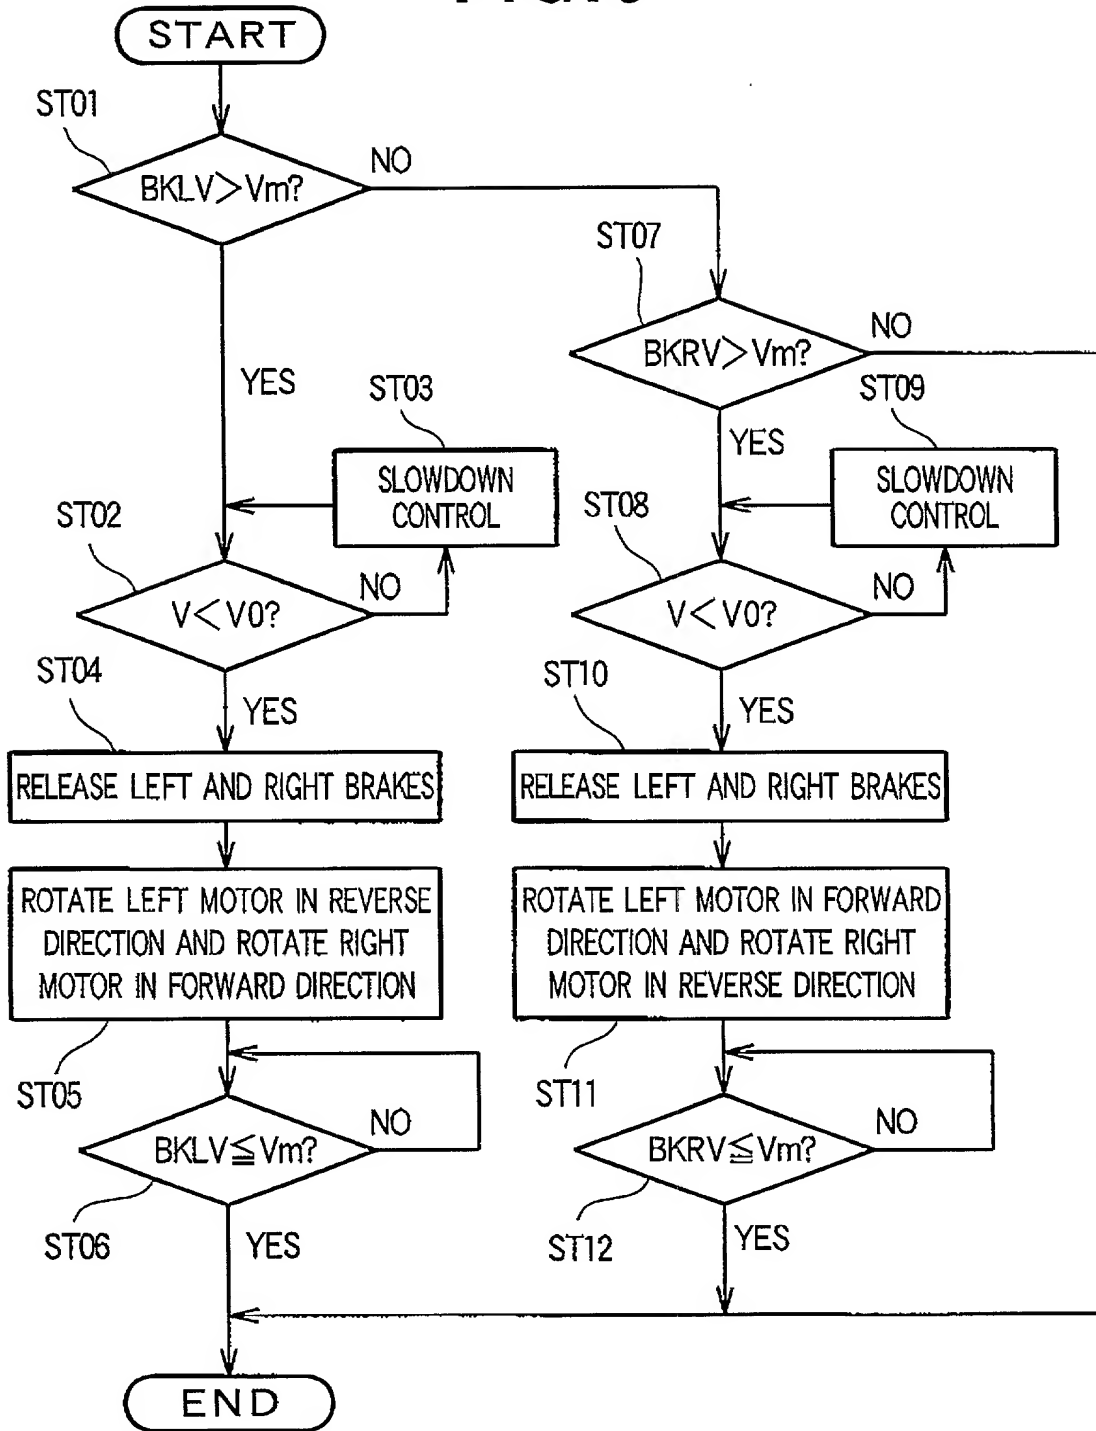 START
ST01
BKLV>Vm?
NO
ST07
BKRV>Vm?
NO
YES
ST03
SLOWDOWN
CONTROL
YES
ST09
SLOWDOWN
CONTROL
ST02
V<V0?
NO
ST08
V<V0?
NO
ST04
YES
ST10
YES
RELEASE LEFT AND RIGHT BRAKES
RELEASE LEFT AND RIGHT BRAKES
ROTATE LEFT MOTOR IN REVERSE
DIRECTION AND ROTATE RIGHT
MOTOR IN FORWARD DIRECTION
ROTATE LEFT MOTOR IN FORWARD
DIRECTION AND ROTATE RIGHT
MOTOR IN REVERSE DIRECTION
ST05
BKLV≦Vm?
NO
ST11
BKRV≦Vm?
NO
ST06
YES
ST12
YES
END